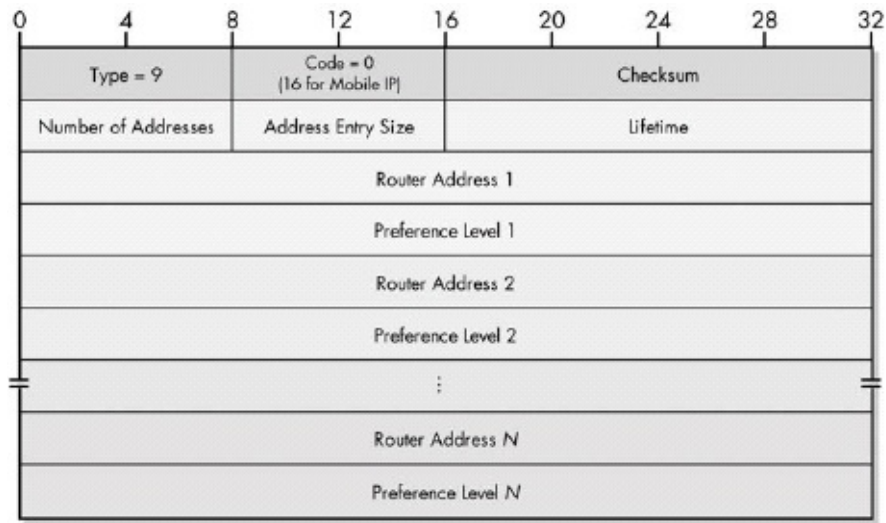 0 4 8 12 16 20 24 28 32
Type = 9
Code = 0
(16 for Mobile IP)
Checksum
Number of Addresses
Address Entry Size
Lifetime
Router Address 1
Preference Level 1
Router Address 2
Preference Level 2
⋮
Router Address N
Preference Level N